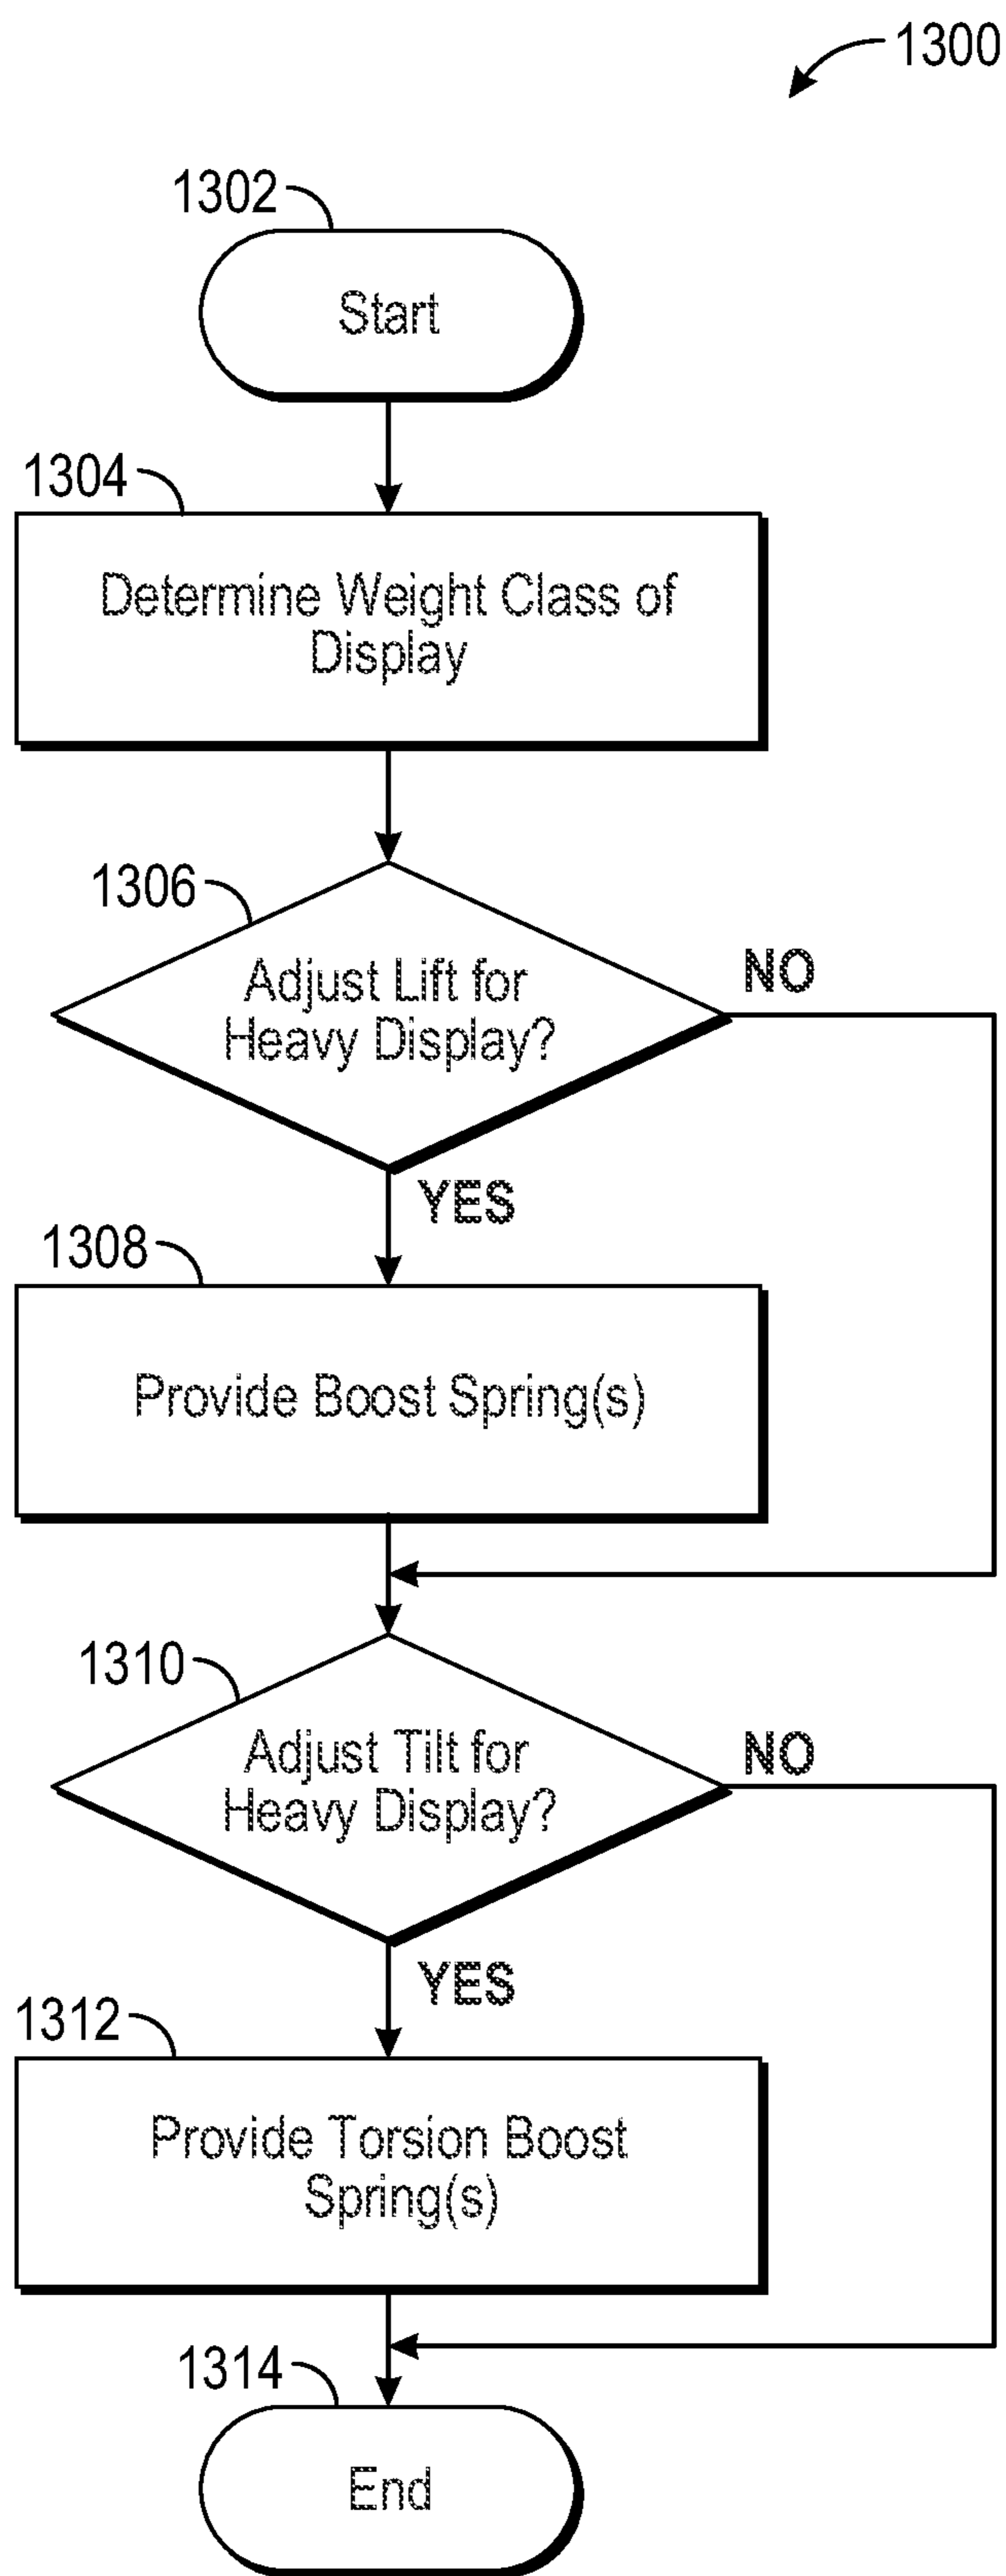 1300
1302
Start
1304
Determine Weight Class of
Display
1306
Adjust Lift for
Heavy Display?
NO
YES
1308
Provide Boost Spring(s)
1310
Adjust Tilt for
Heavy Display?
NO
YES
1312
Provide Torsion Boost
Spring(s)
1314
End